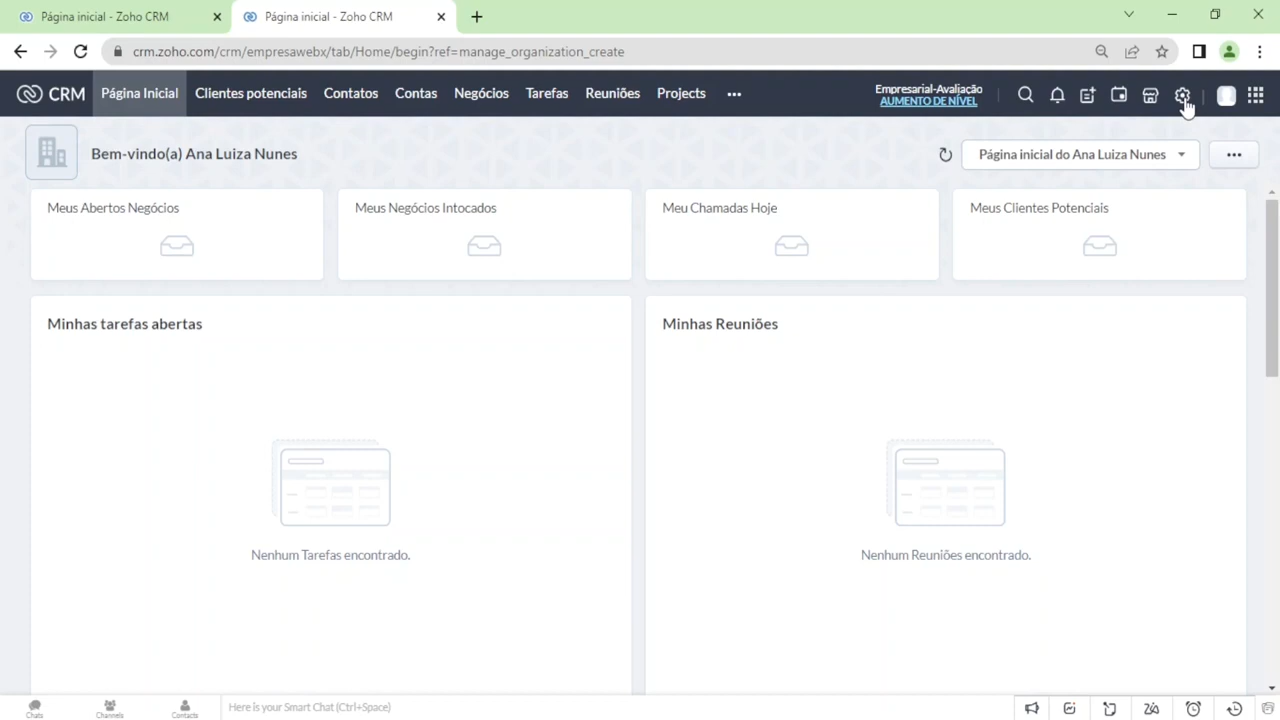 Página inicial - Zoho CRM
Página inicial - Zoho CRM
crm.zoho.com/crm/empresawebx/tab/Home/begin?ref=manage_organization_create
CRM Página Inicial Clientes potenciais Contatos Contas Negócios Tarefas Reuniões Projects ...
Empresarial-Avaliação
AUMENTO DE NÍVEL
Bem-vindo(a) Ana Luiza Nunes
Página inicial do Ana Luiza Nunes
Meus Abertos Negócios
Meus Negócios Intocados
Meu Chamadas Hoje
Meus Clientes Potenciais
Minhas tarefas abertas
Minhas Reuniões
Nenhum Tarefas encontrado.
Nenhum Reuniões encontrado.
Chats
Channels
Contacts
Here is your Smart Chat (Ctrl+Space)